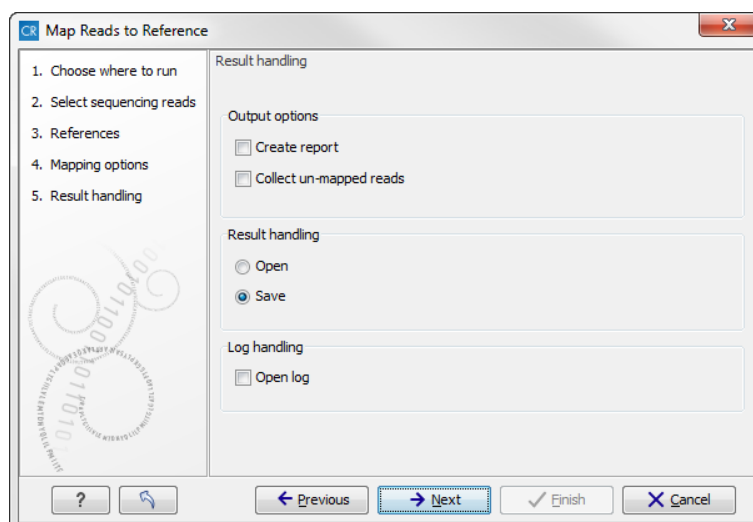 CR Map Reads to Reference
X
1. Choose where to run
2. Select sequencing reads
3. References
4. Mapping options
5. Result handling
Result handling
Output options
Create report
Collect un-mapped reads
Result handling
Open
Save
Log handling
Open log
? Previous Next Finish Cancel